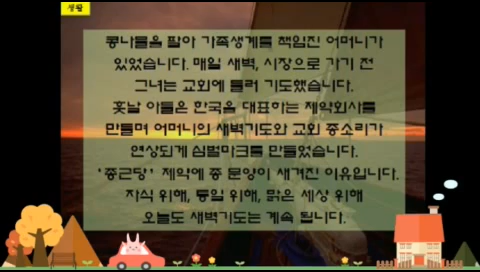 생활
콩나물을 팔아 가족생계를 책임진 어머니가
있었습니다. 매일 새벽, 시장으로 가기 전
그녀는 교회에 들러 기도했습니다.
훗날 아들은 한국을 대표하는 제약회사를
만들며 어머니의 새벽기도와 교회 종소리가
연상되게 심벌마크를 만들었습니다.
'종근당' 제약에 종 문양이 새겨진 이유입니다.
자식 위해, 통일 위해, 맑은 세상 위해
오늘도 새벽기도는 계속 됩니다.